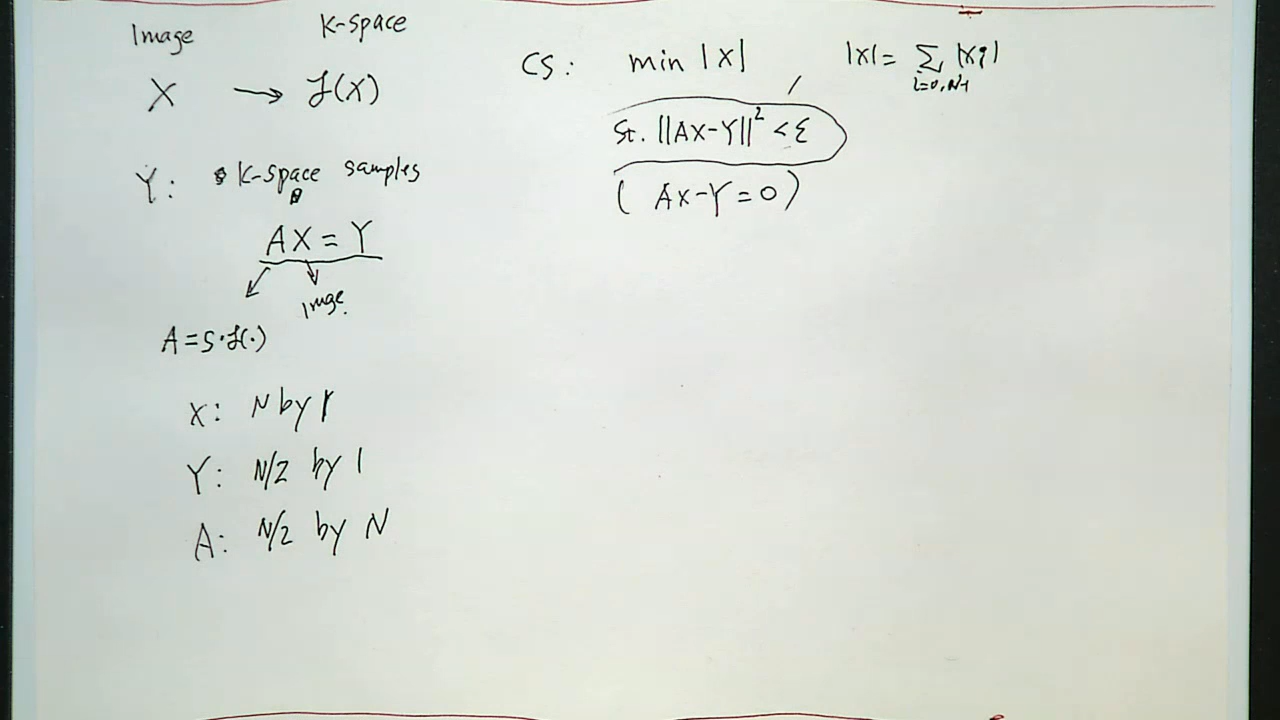 Image K-space
X → ℱ(X)
Y: K-space samples
AX = Y
Image.
A = S·ℱ(·)
X: N by 1
Y: N/2 by 1
A: N/2 by N
CS: min |X| |X| = Σ |Xi|
i=0,N-1
St. ||AX-Y||² < ε
( AX-Y = 0 )